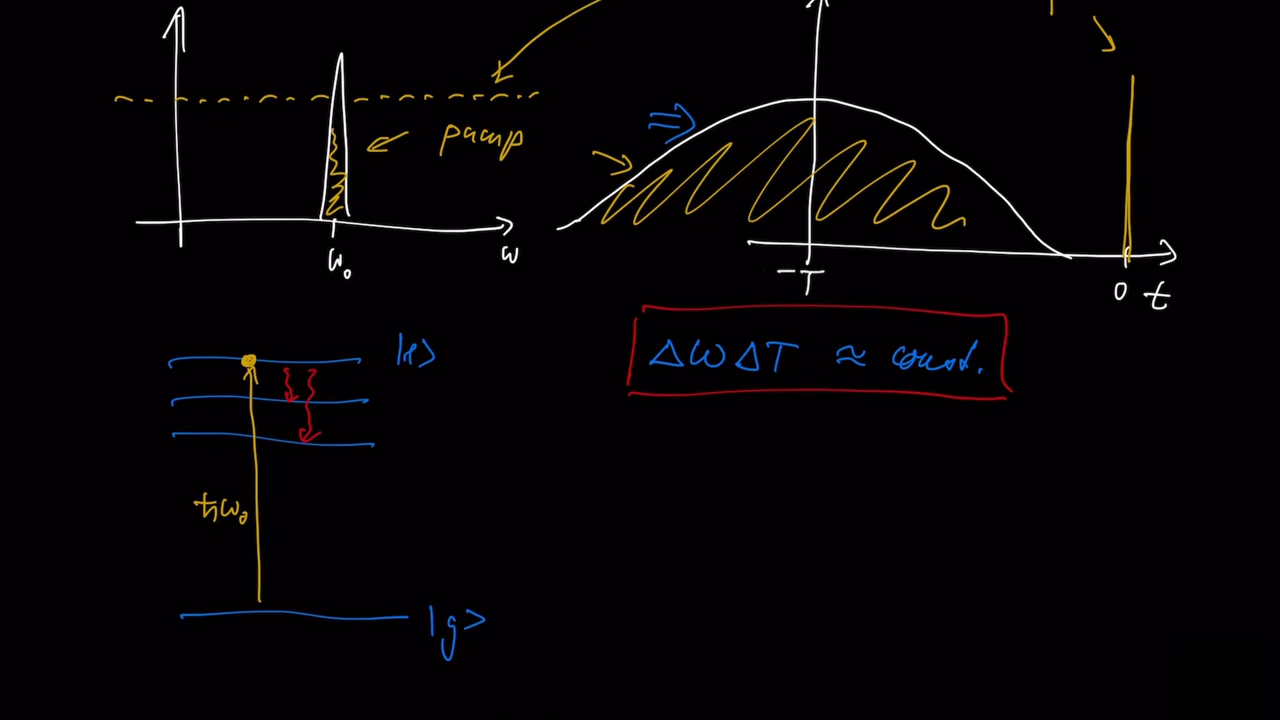 pump
ω₀
ω
-T
0 t
ΔωΔT ≈ const.
|e>
ħω₀
|g>